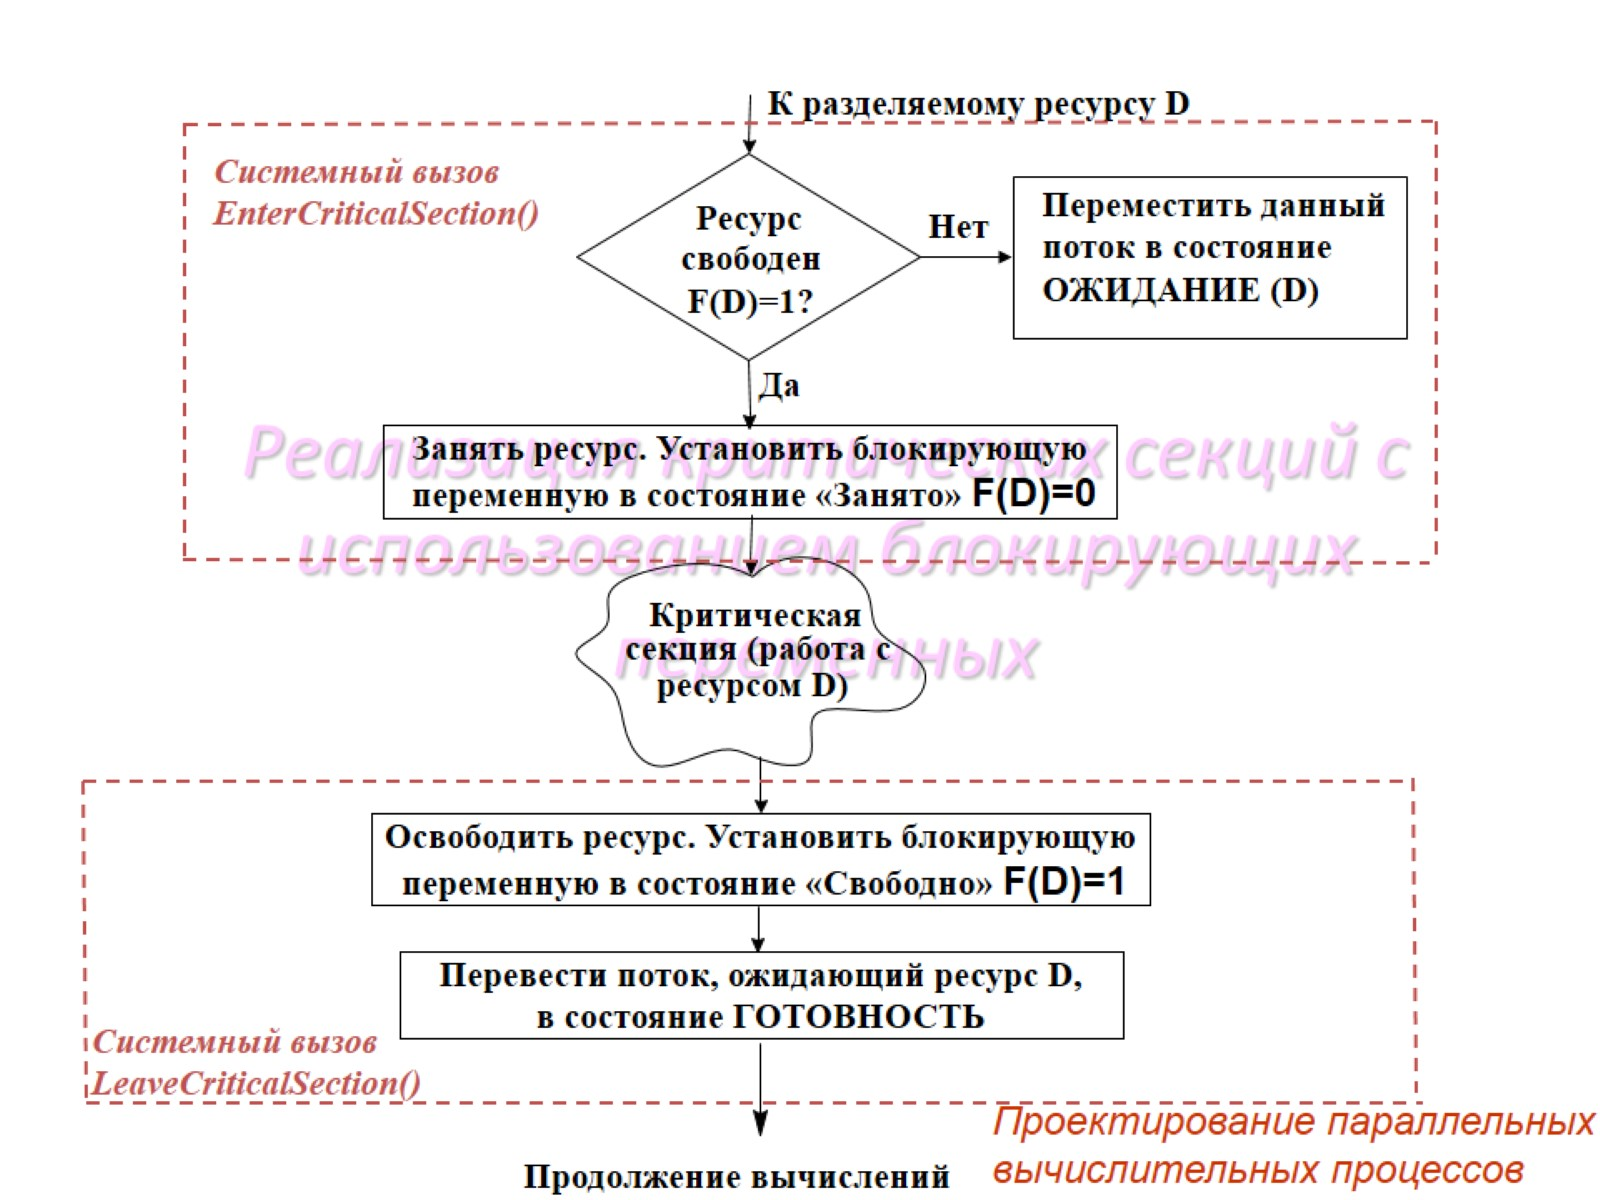 К разделяемому ресурсу D
Системный вызов
EnterCriticalSection()
Ресурс
свободен
F(D)=1?
Нет
Переместить данный
поток в состояние
ОЖИДАНИЕ (D)
Да
Реализация критических секций с
использованием блокирующих
переменных
Занять ресурс. Установить блокирующую
переменную в состояние «Занято» F(D)=0
Критическая
секция (работа с
ресурсом D)
Освободить ресурс. Установить блокирующую
переменную в состояние «Свободно» F(D)=1
Перевести поток, ожидающий ресурс D,
в состояние ГОТОВНОСТЬ
Системный вызов
LeaveCriticalSection()
Продолжение вычислений
Проектирование параллельных
вычислительных процессов